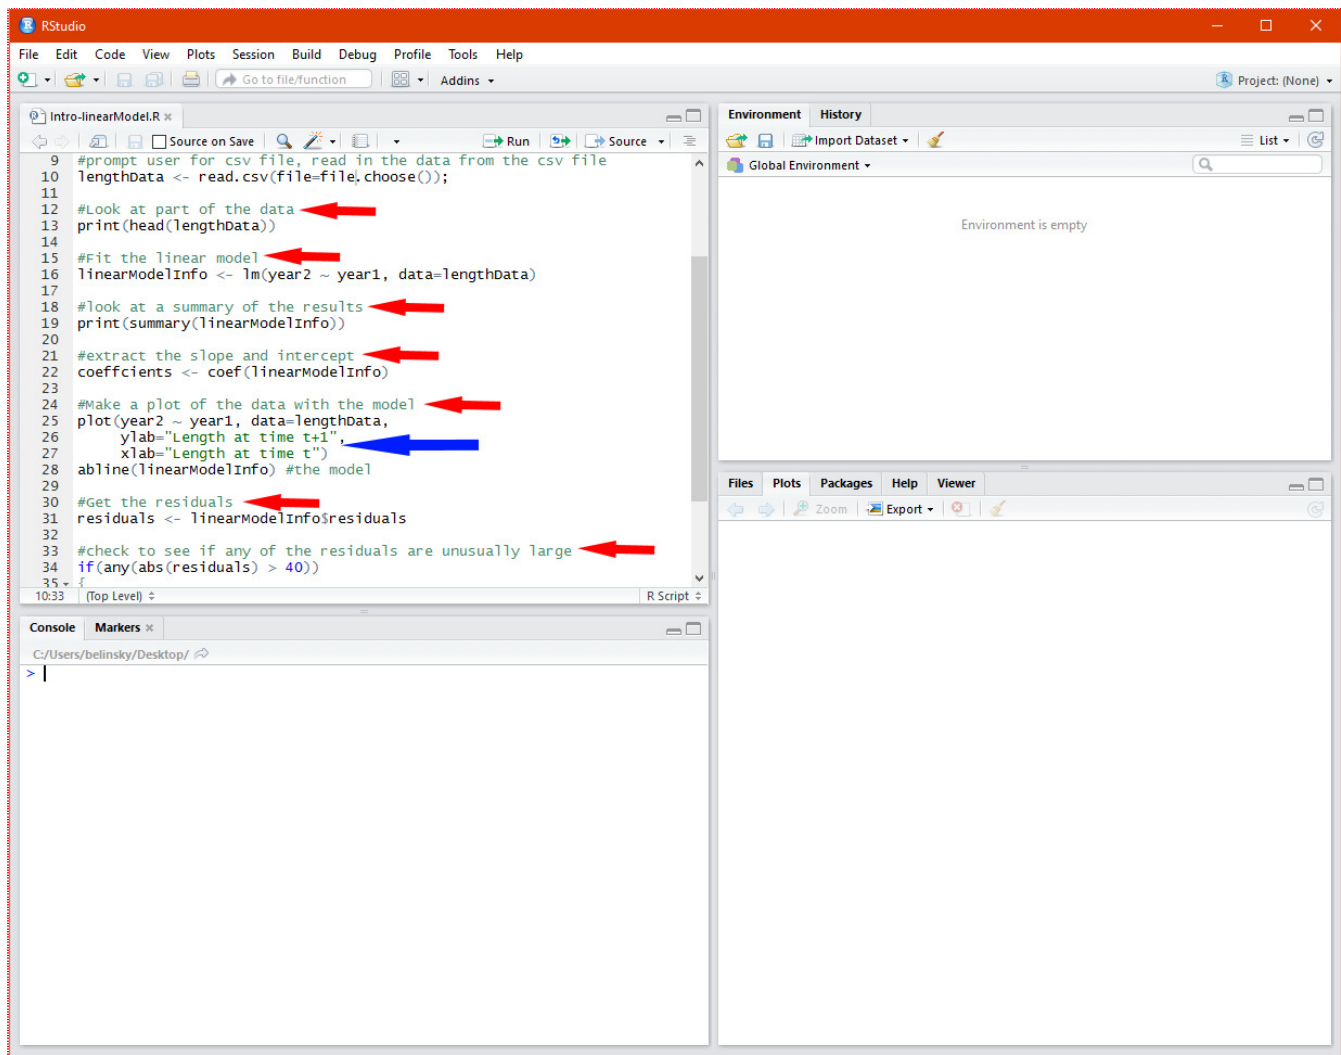 RStudio
File Edit Code View Plots Session Build Debug Profile Tools Help
Go to file/function Addins Project: (None)
Intro-linearModel.R
Source on Save Run Source
9 #prompt user for csv file, read in the data from the csv file
10 lengthData <- read.csv(file=file.choose());
11
12 #Look at part of the data
13 print(head(lengthData))
14
15 #Fit the linear model
16 linearModelInfo <- lm(year2 ~ year1, data=lengthData)
17
18 #look at a summary of the results
19 print(summary(linearModelInfo))
20
21 #extract the slope and intercept
22 coeffcients <- coef(linearModelInfo)
23
24 #Make a plot of the data with the model
25 plot(year2 ~ year1, data=lengthData,
26 ylab="Length at time t+1",
27 xlab="Length at time t")
28 abline(linearModelInfo) #the model
29
30 #Get the residuals
31 residuals <- linearModelInfo$residuals
32
33 #check to see if any of the residuals are unusually large
34 if(any(abs(residuals) > 40))
35 {
10:33 (Top Level) R Script
Console Markers
C:/Users/belinsky/Desktop/
>
Environment History
Import Dataset List
Global Environment
Environment is empty
Files Plots Packages Help Viewer
Zoom Export